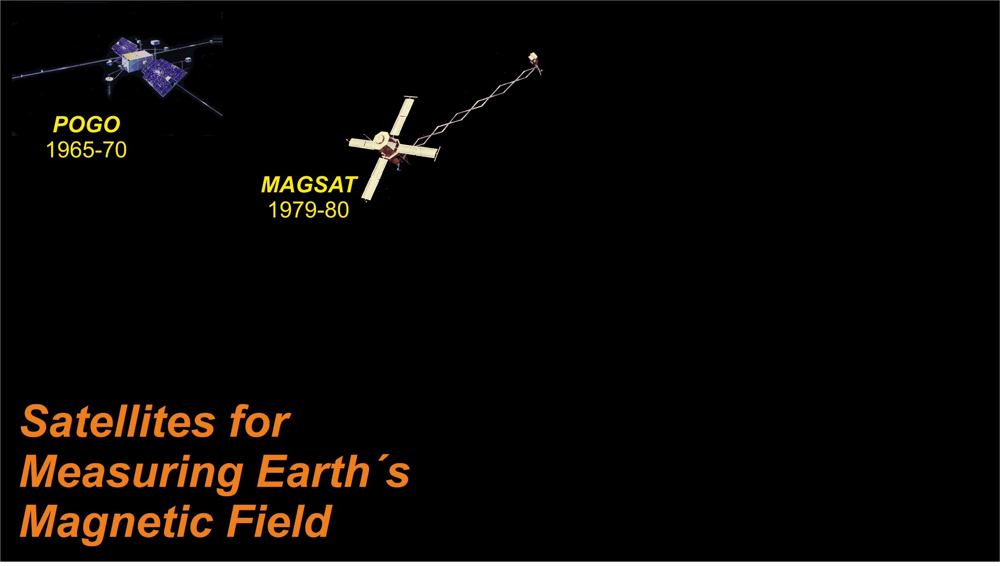 POGO
1965-70
MAGSAT
1979-80
Satellites for
Measuring Earth´s
Magnetic Field